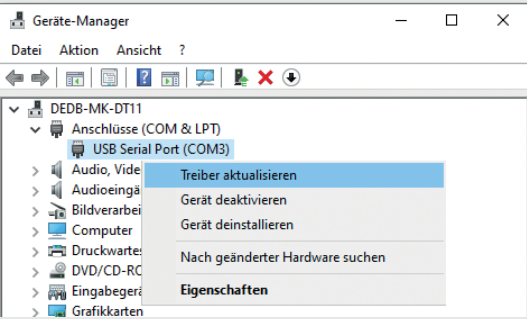 Geräte-Manager
Datei Aktion Ansicht ?
DEDB-MK-DT11
Anschlüsse (COM & LPT)
USB Serial Port (COM3)
Audio, Vide
Treiber aktualisieren
Audioeingä
Gerät deaktivieren
Bildverarbei
Gerät deinstallieren
Computer
Druckwartes
Nach geänderter Hardware suchen
DVD/CD-RO
Eingabegerä
Eigenschaften
Grafikkarten